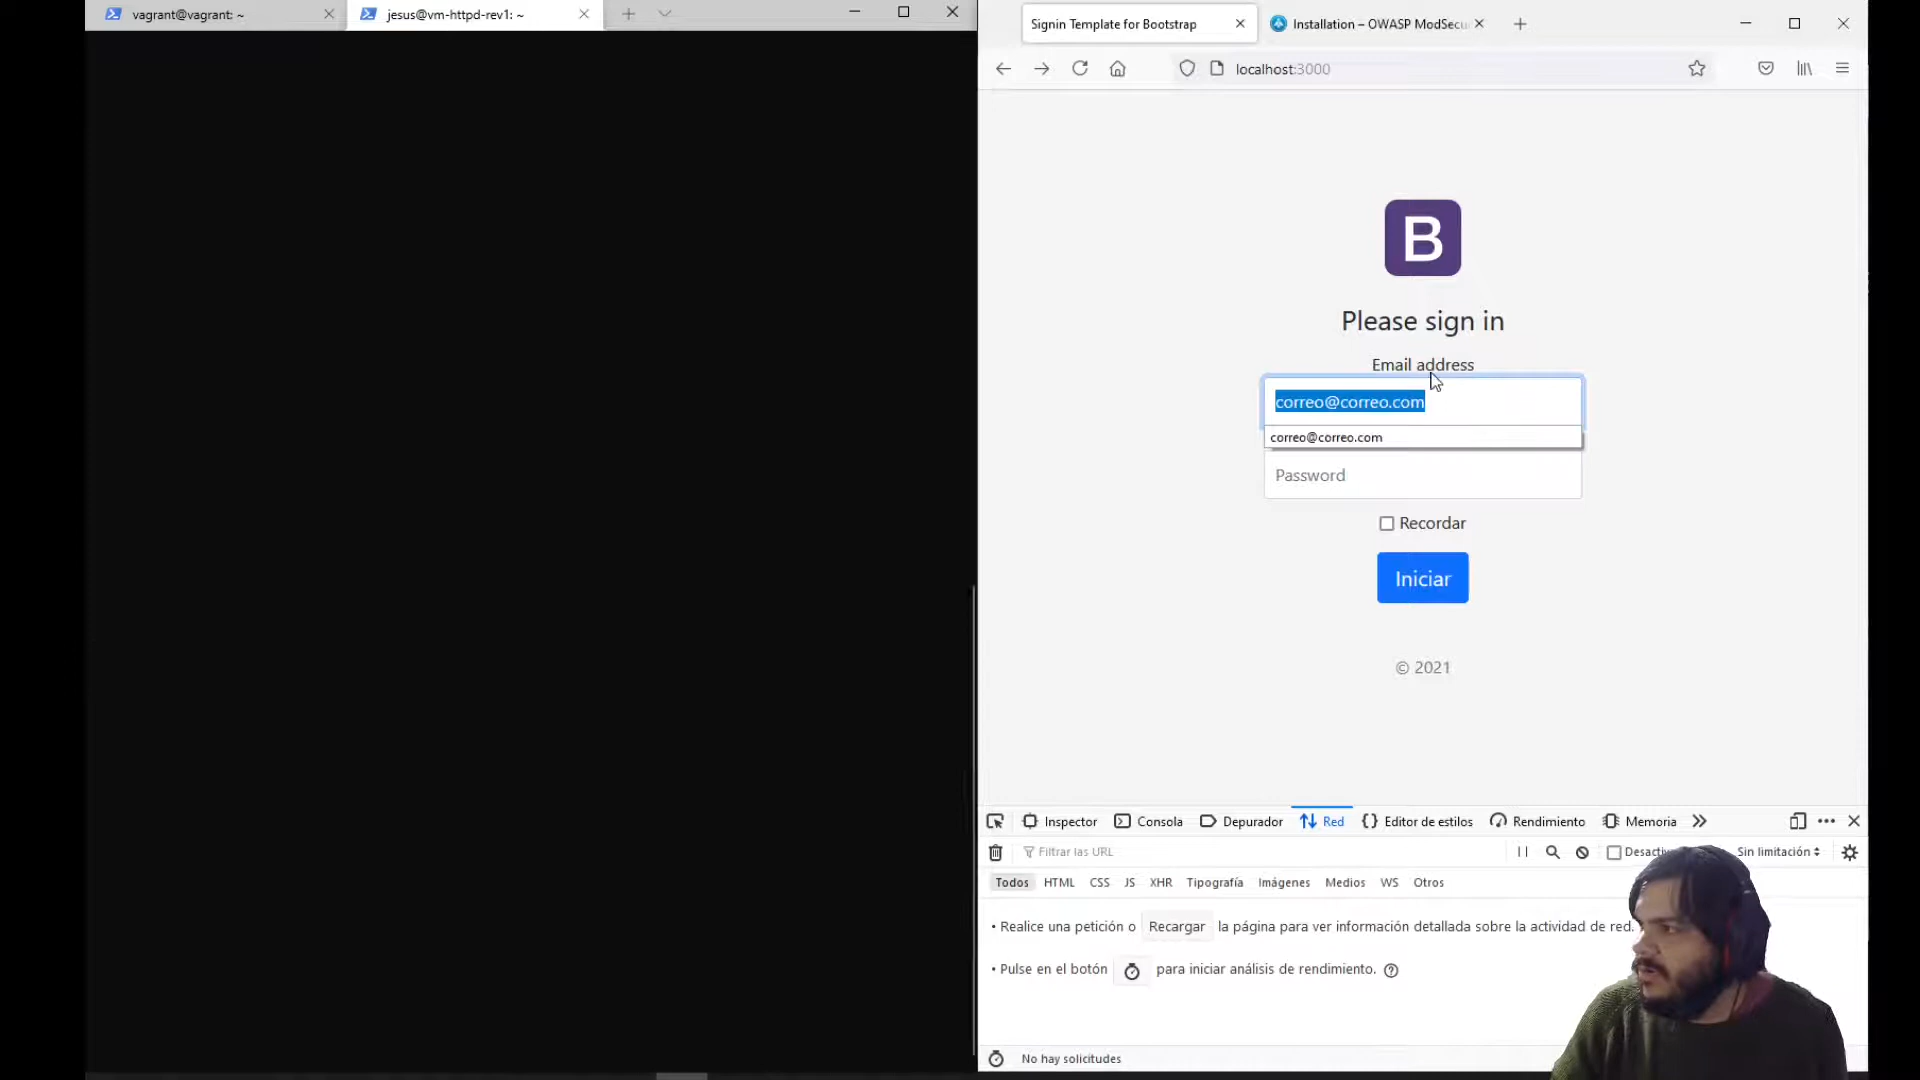 vagrant@vagrant: ~
jesus@vm-httpd-rev1: ~
Signin Template for Bootstrap
Installation – OWASP ModSecu
localhost:3000
B
Please sign in
Email address
correo@correo.com
correo@correo.com
Password
Recordar
Iniciar
© 2021
Inspector
Consola
Depurador
Red
Editor de estilos
Rendimiento
Memoria
Filtrar las URL
Desactiv
Sin limitación
Todos
HTML
CSS
JS
XHR
Tipografía
Imágenes
Medios
WS
Otros
• Realice una petición o Recargar la página para ver información detallada sobre la actividad de red.
• Pulse en el botón para iniciar análisis de rendimiento.
No hay solicitudes